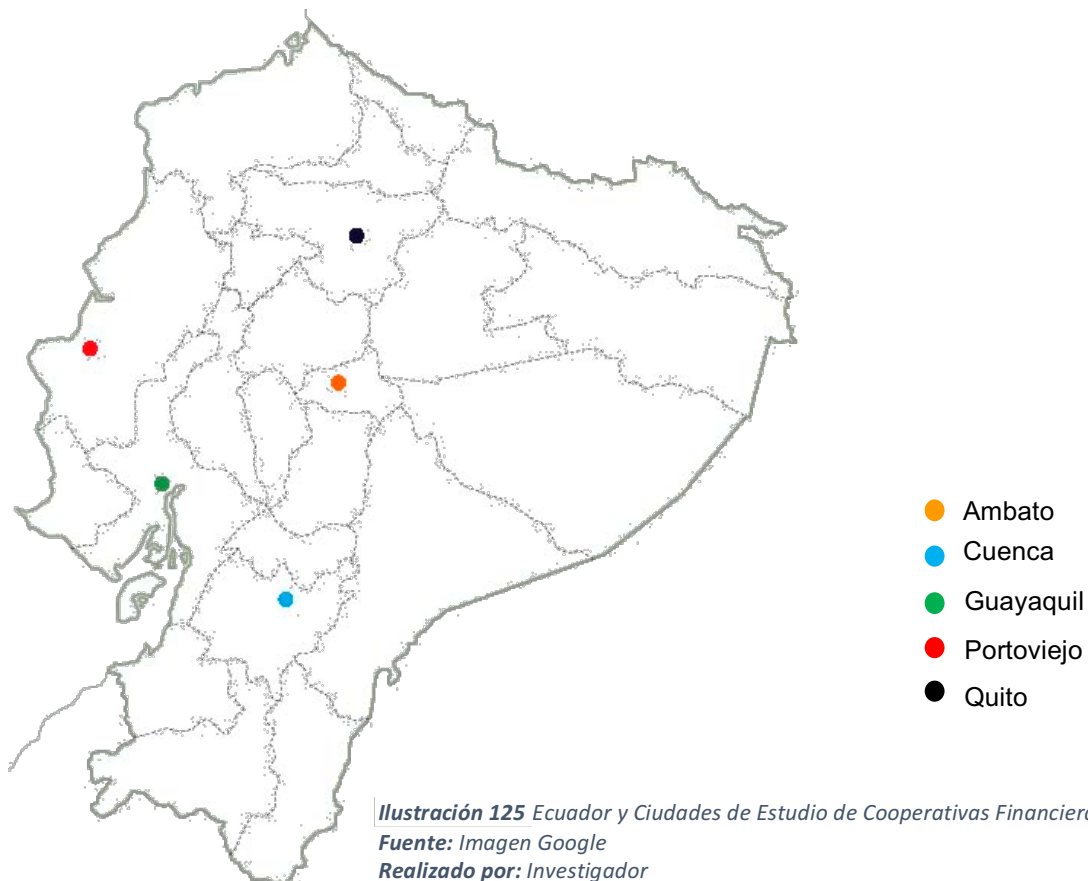 Ambato
Cuenca
Guayaquil
Portoviejo
Quito
Ilustración 125 Ecuador y Ciudades de Estudio de Cooperativas Financiera
Fuente: Imagen Google
Realizado por: Investigador